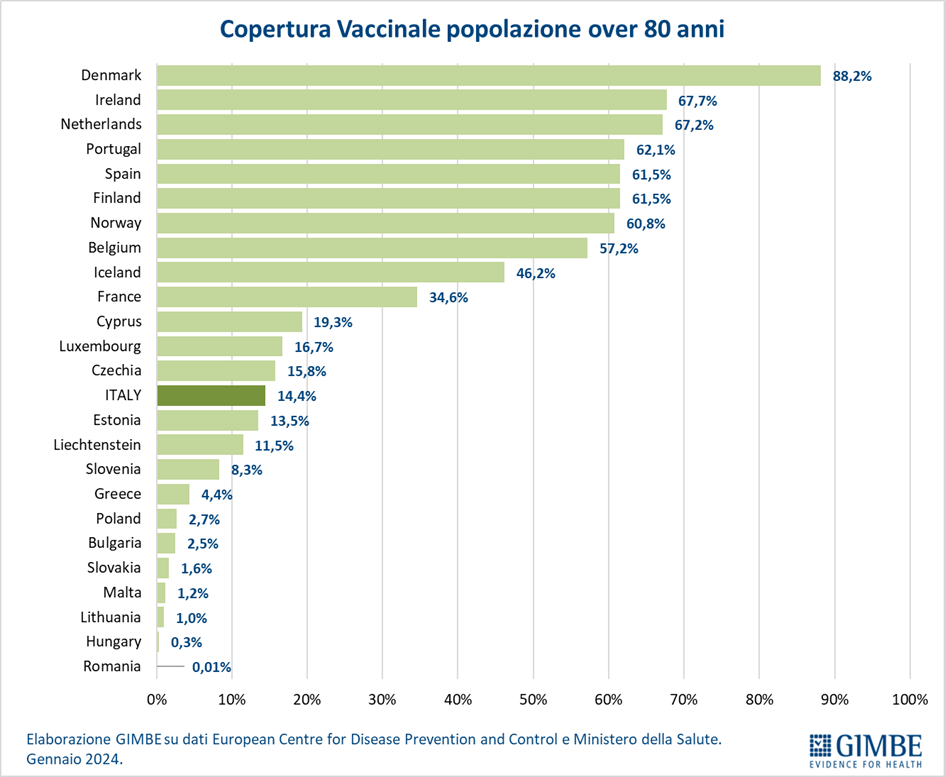 Copertura Vaccinale popolazione over 80 anni
Denmark 88,2%
Ireland 67,7%
Netherlands 67,2%
Portugal 62,1%
Spain 61,5%
Finland 61,5%
Norway 60,8%
Belgium 57,2%
Iceland 46,2%
France 34,6%
Cyprus 19,3%
Luxembourg 16,7%
Czechia 15,8%
ITALY 14,4%
Estonia 13,5%
Liechtenstein 11,5%
Slovenia 8,3%
Greece 4,4%
Poland 2,7%
Bulgaria 2,5%
Slovakia 1,6%
Malta 1,2%
Lithuania 1,0%
Hungary 0,3%
Romania 0,01%
0% 10% 20% 30% 40% 50% 60% 70% 80% 90% 100%
Elaborazione GIMBE su dati European Centre for Disease Prevention and Control e Ministero della Salute.
Gennaio 2024.
GIMBE
EVIDENCE FOR HEALTH